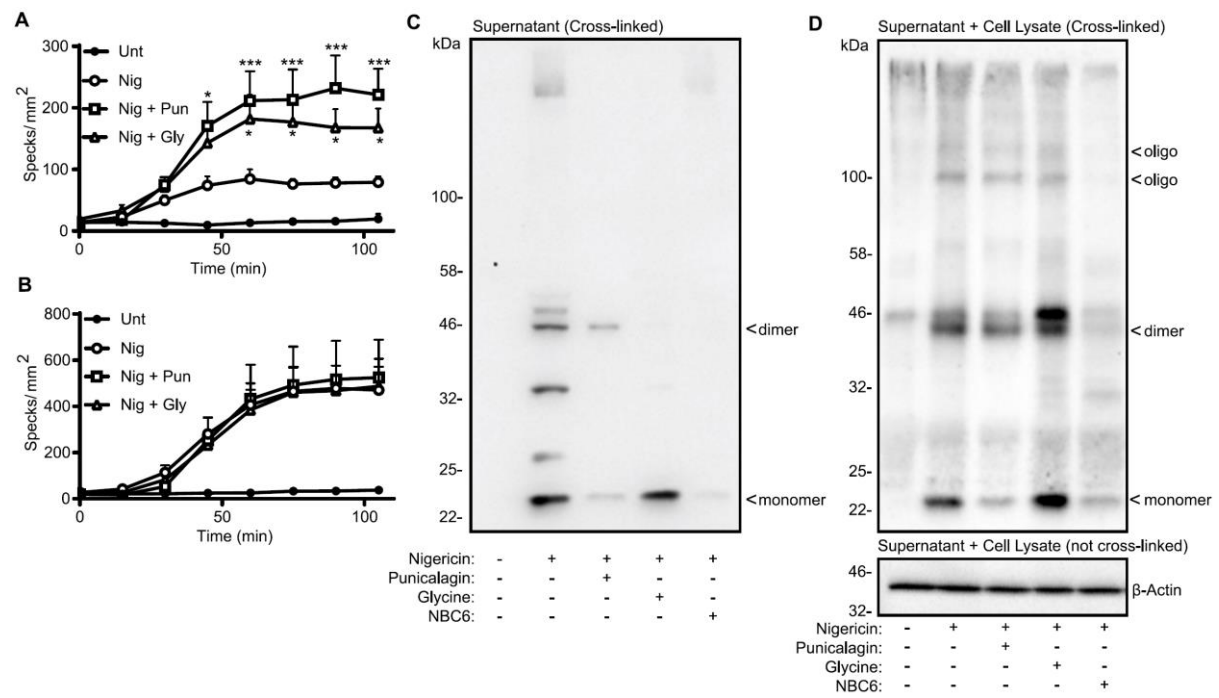 A
Unt
Nig
Nig + Pun
Nig + Gly
300
200
100
0
Specks/mm²
* *** *** *** ***
* * * *
0 50 100
Time (min)
B
Unt
Nig
Nig + Pun
Nig + Gly
800
600
400
200
0
Specks/mm²
0 50 100
Time (min)
C
Supernatant (Cross-linked)
kDa
100-
58-
46-
32-
25-
22-
<dimer
<monomer
Nigericin: - + + + +
Punicalagin: - - + - -
Glycine: - - - + -
NBC6: - - - - +
D
Supernatant + Cell Lysate (Cross-linked)
kDa
100-
58-
46-
32-
25-
22-
<oligo
<oligo
<dimer
<monomer
Supernatant + Cell Lysate (not cross-linked)
46-
32-
β-Actin
Nigericin: - + + + +
Punicalagin: - - + - -
Glycine: - - - + -
NBC6: - - - - +